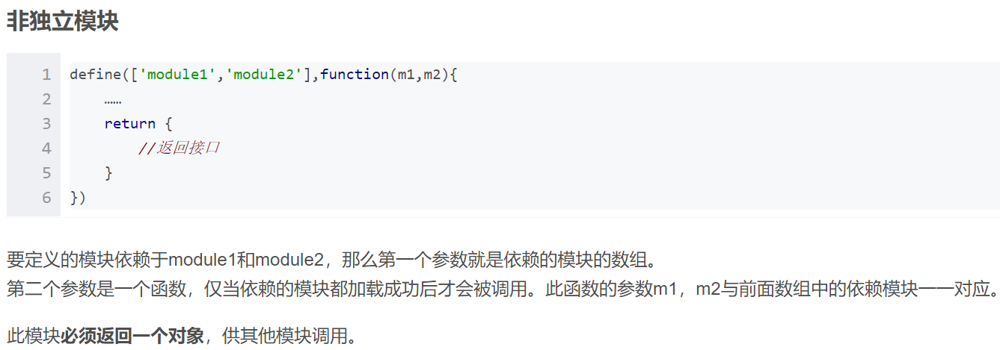 非独立模块
1 define(['module1','module2'],function(m1,m2){
2     ……
3     return {
4         //返回接口
5     }
6 })
要定义的模块依赖于module1和module2，那么第一个参数就是依赖的模块的数组。
第二个参数是一个函数，仅当依赖的模块都加载成功后才会被调用。此函数的参数m1，m2与前面数组中的依赖模块一一对应。
此模块必须返回一个对象，供其他模块调用。